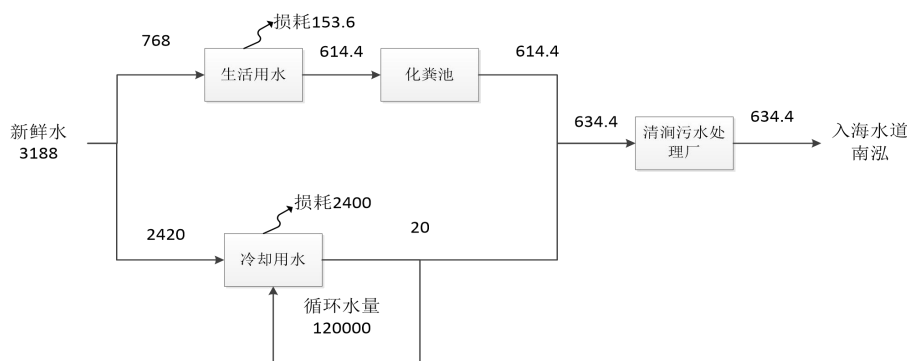 损耗153.6
768
614.4
614.4
生活用水
化粪池
新鲜水
3188
634.4
清涧污水处
理厂
634.4
入海水道
南泓
损耗2400
2420
20
冷却用水
循环水量
120000